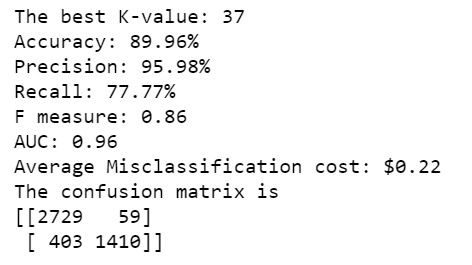 The best K-value: 37
Accuracy: 89.96%
Precision: 95.98%
Recall: 77.77%
F measure: 0.86
AUC: 0.96
Average Misclassification cost: $0.22
The confusion matrix is
[[2729   59]
 [ 403 1410]]